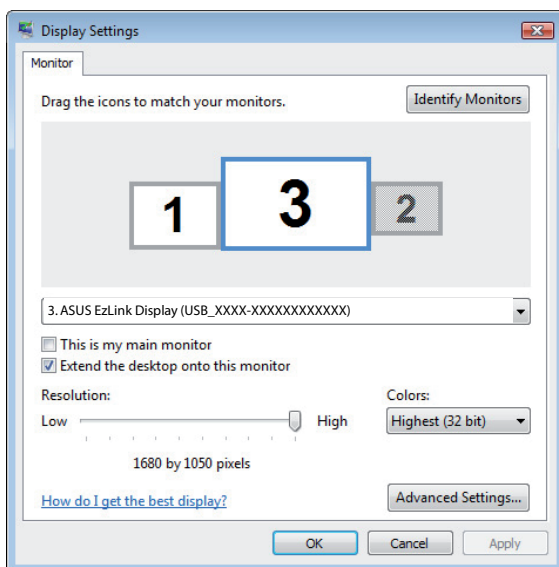 Display Settings
Monitor
Drag the icons to match your monitors.
Identify Monitors
1
3
2
3. ASUS EzLink Display (USB_XXXX-XXXXXXXXXXXX)
This is my main monitor
Extend the desktop onto this monitor
Resolution:
Colors:
Low
High
Highest (32 bit)
1680 by 1050 pixels
How do I get the best display?
Advanced Settings...
OK
Cancel
Apply